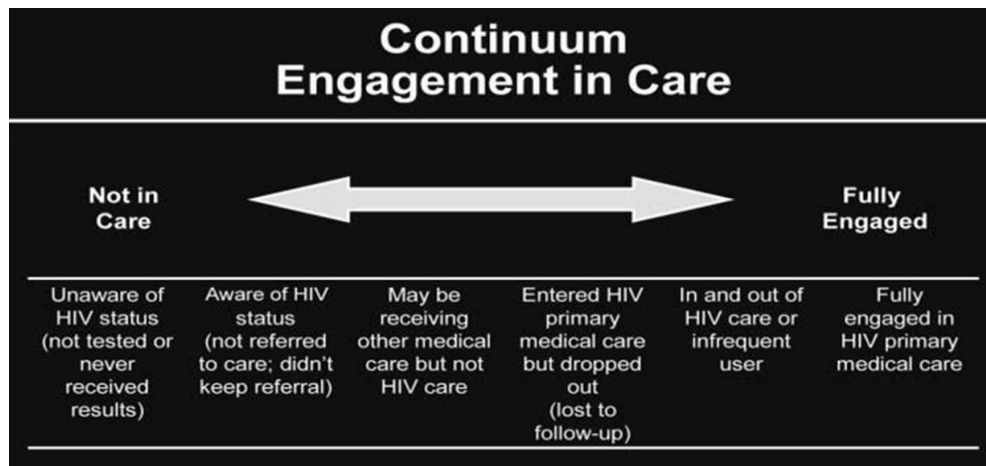 Continuum
Engagement in Care
Not in
Care
Fully
Engaged
Unaware of
HIV status
(not tested or
never
received
results)
Aware of HIV
status
(not referred
to care; didn't
keep referral)
May be
receiving
other medical
care but not
HIV care
Entered HIV
primary
medical care
but dropped
out
(lost to
follow-up)
In and out of
HIV care or
infrequent
user
Fully
engaged in
HIV primary
medical care